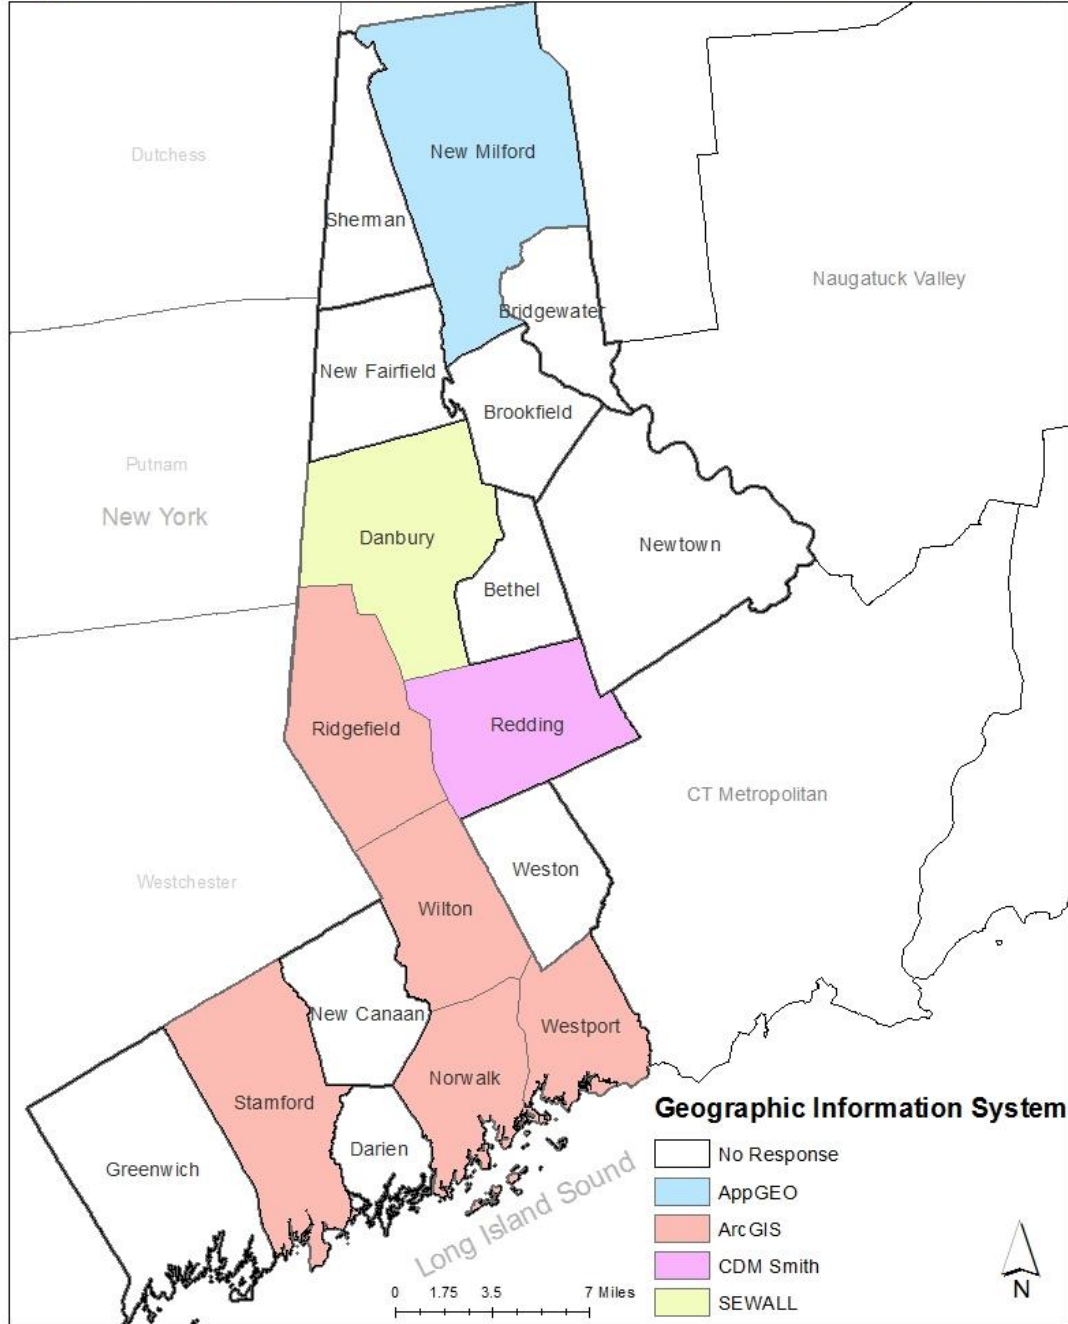 New Milford
Dutchess
Sherman
Naugatuck Valley
Bridgewater
New Fairfield
Brookfield
Putnam
New York
Danbury
Newtown
Bethel
Ridgefield
Redding
CT Metropolitan
Weston
Westchester
Wilton
New Canaan
Westport
Norwalk
Stamford
Darien
Greenwich
Long Island Sound
Geographic Information System
No Response
AppGEO
ArcGIS
CDM Smith
SEWALL
0 1.75 3.5 7 Miles
N